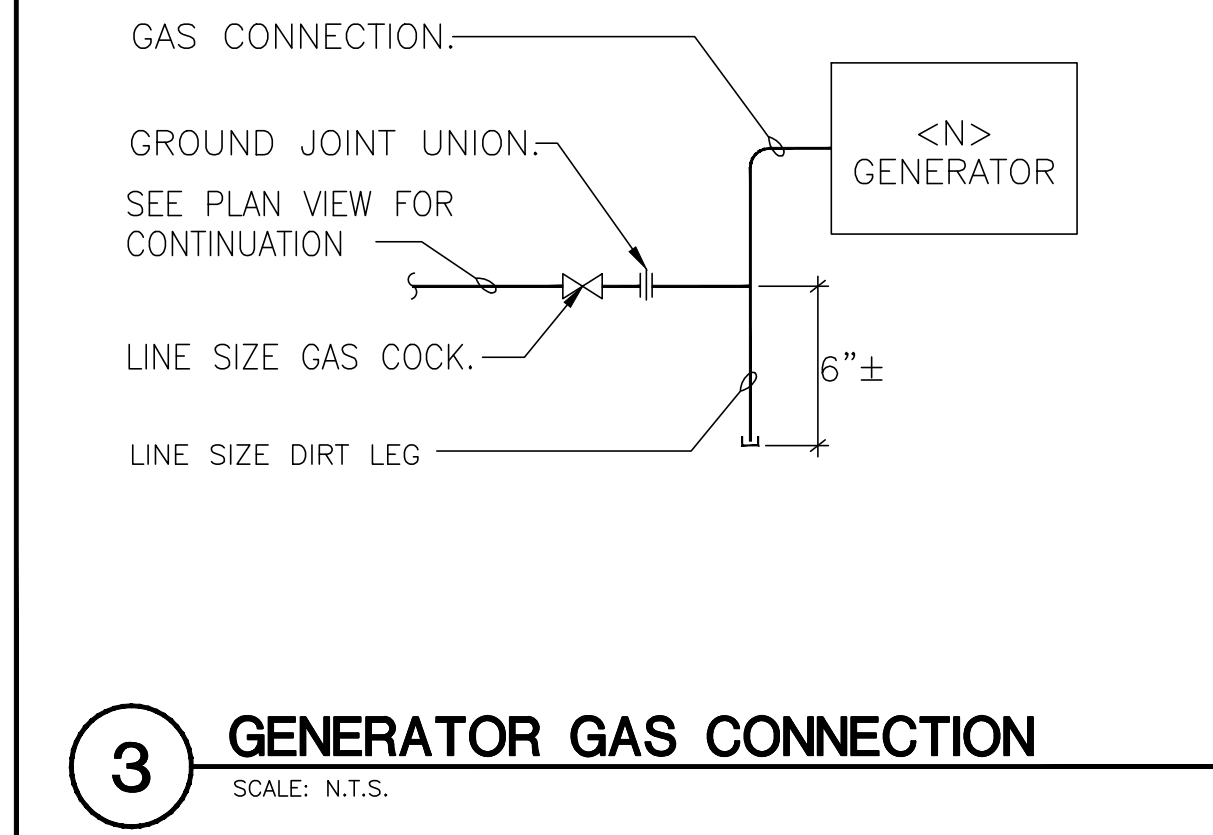 GAS CONNECTION.
<N>
GENERATOR
GROUND JOINT UNION.
SEE PLAN VIEW FOR
CONTINUATION
LINE SIZE GAS COCK.
6"±
LINE SIZE DIRT LEG
3
GENERATOR GAS CONNECTION
SCALE: N.T.S.